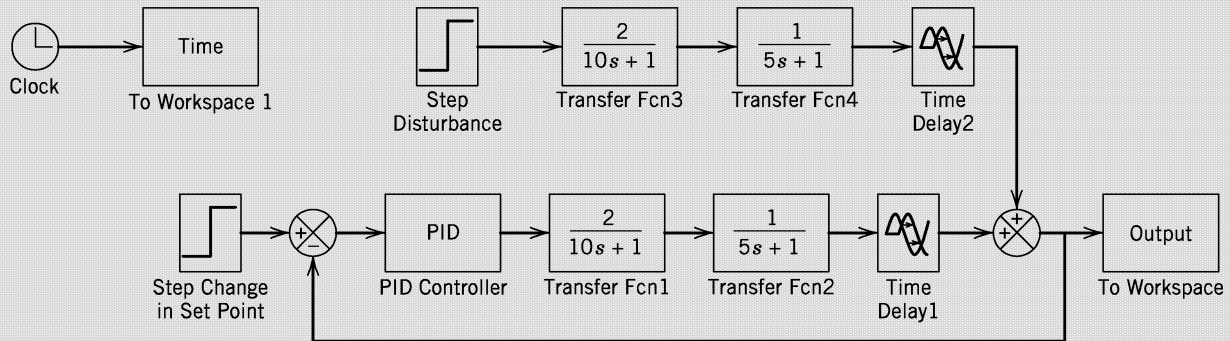 Time
Clock
To Workspace 1
Step
Disturbance
2
10s + 1
Transfer Fcn3
1
5s + 1
Transfer Fcn4
Time
Delay2
Step Change
in Set Point
+
−
PID
PID Controller
2
10s + 1
Transfer Fcn1
1
5s + 1
Transfer Fcn2
Time
Delay1
+
+
Output
To Workspace